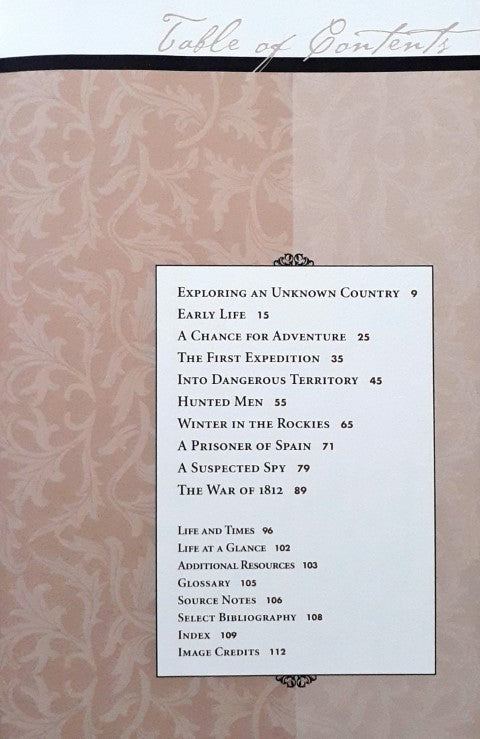 Table of Contents
Exploring an Unknown Country 9
Early Life 15
A Chance for Adventure 25
The First Expedition 35
Into Dangerous Territory 45
Hunted Men 55
Winter in the Rockies 65
A Prisoner of Spain 71
A Suspected Spy 79
The War of 1812 89
Life and Times 96
Life at a Glance 102
Additional Resources 103
Glossary 105
Source Notes 106
Select Bibliography 108
Index 109
Image Credits 112